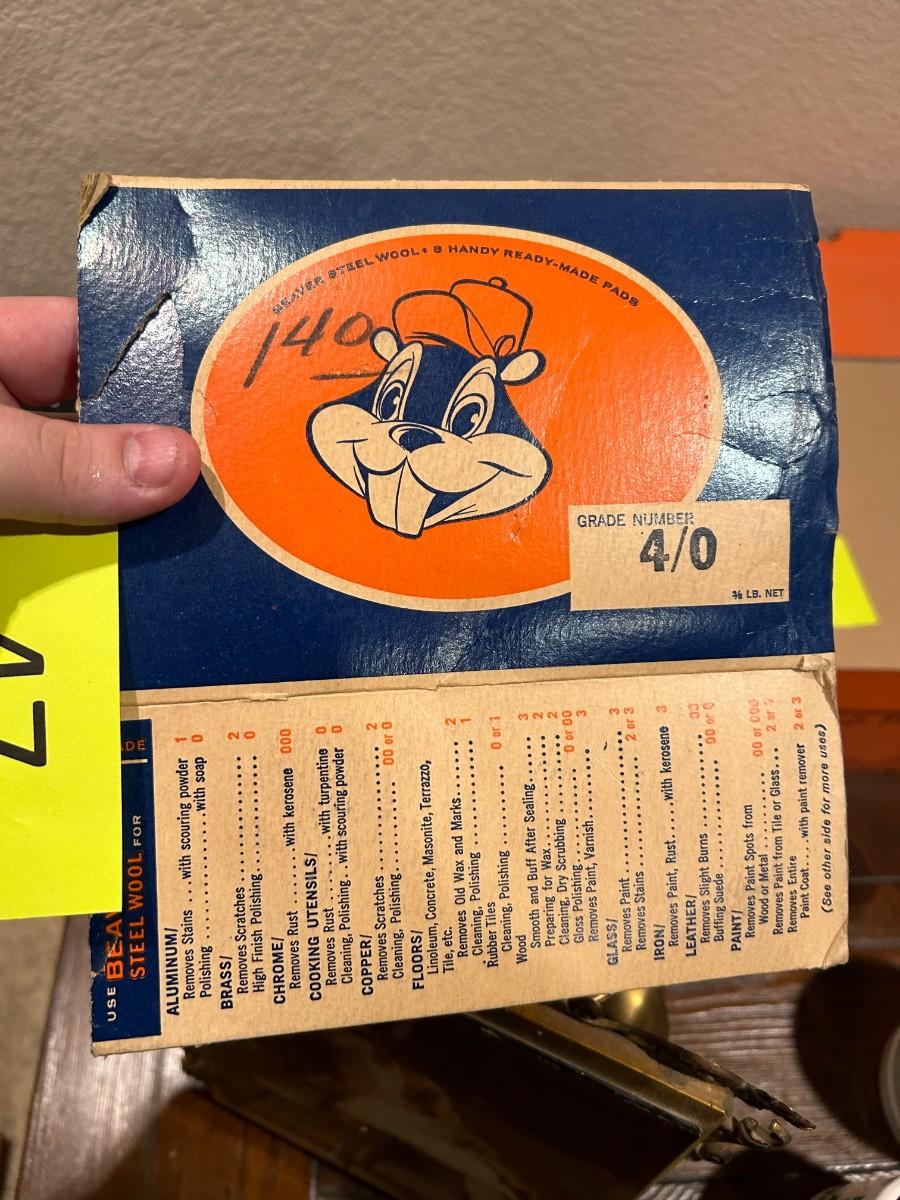 BEAVER STEEL WOOL • 8 HANDY READY-MADE PADS
140
GRADE NUMBER
4/0
⅜ LB. NET
USE
STEEL WOOL FOR
ALUMINUM/
Removes Stains ... with scouring powder 1
Polishing .......... with soap 0
BRASS/
Removes Scratches .......... 2
High Finish Polishing .......... 0
CHROME/
Removes Rust .... with kerosene 000
COOKING UTENSILS/
Removes Rust ..... with turpentine 0
Cleaning, Polishing .. with scouring powder 0
COPPER/
Removes Scratches .......... 2
Cleaning, Polishing .......... 00 or 0
FLOORS/
Linoleum, Concrete, Masonite, Terrazzo,
Tile, etc.
Removes Old Wax and Marks .......... 2
Cleaning, Polishing .......... 1
Rubber Tiles
Cleaning, Polishing .......... 0 or 1
Wood
Smooth and Buff After Sealing ..... 3
Preparing for Wax .......... 2
Cleaning, Dry Scrubbing .......... 2
Gloss Polishing .......... 0 or 00
Removes Paint, Varnish .......... 3
GLASS/
Removes Paint .......... 3
Removes Stains .......... 2 or 3
IRON/
Removes Paint, Rust.. .with kerosene 3
LEATHER/
Removes Slight Burns .......... 00
Buffing Suede .......... 00 or 0
PAINT/
Removes Paint Spots from
Wood or Metal .......... 00 or 000
Removes Paint from Tile or Glass... 2 or
Removes Entire
Paint Coat.... with paint remover 2 or 3
(See other side for more uses)